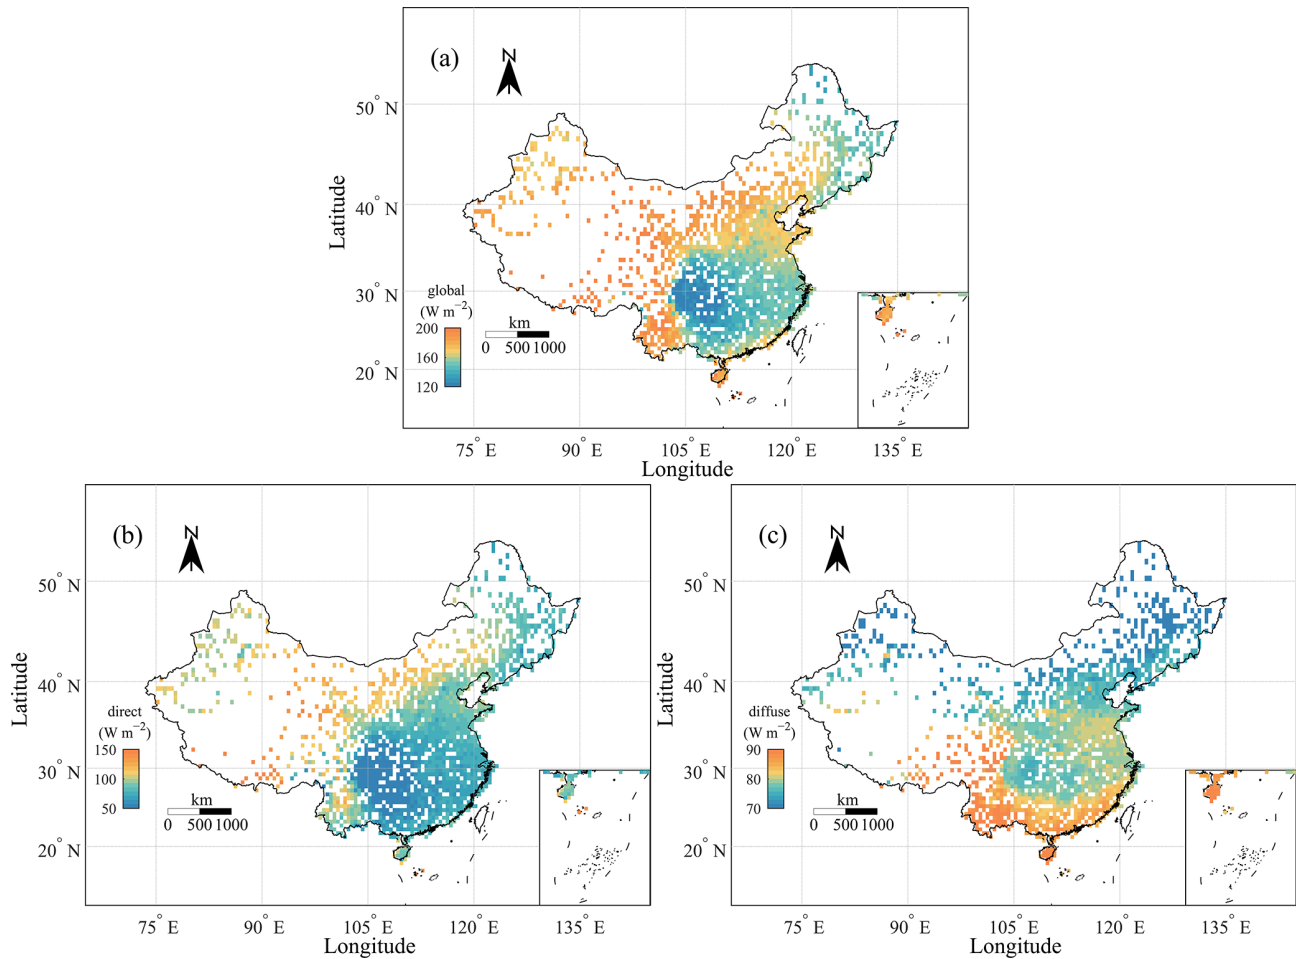 (a)
N
50° N
40° N
30° N
20° N
Latitude
global
(W m⁻²)
200
160
120
km
0 500 1000
75° E 90° E 105° E 120° E 135° E
Longitude
(b)
N
50° N
40° N
30° N
20° N
Latitude
direct
(W m⁻²)
150
100
50
km
0 500 1000
75° E 90° E 105° E 120° E 135° E
Longitude
(c)
N
50° N
40° N
30° N
20° N
Latitude
diffuse
(W m⁻²)
90
80
70
km
0 500 1000
75° E 90° E 105° E 120° E 135° E
Longitude